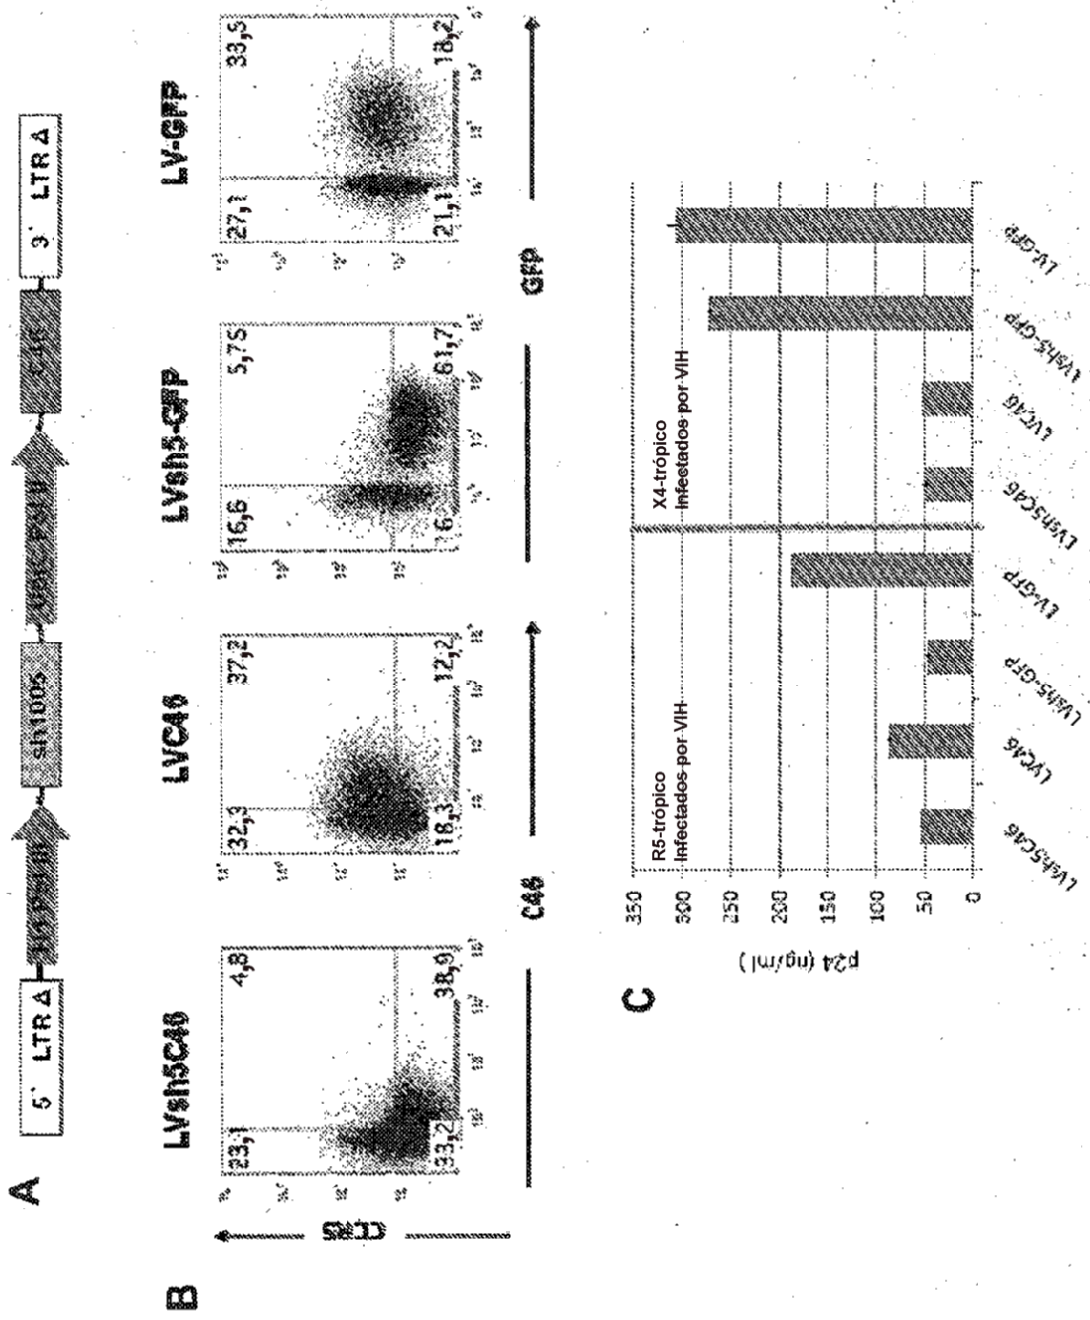 A
5` LTR Δ
sh1005
C46
3` LTR Δ
B
LVsh5C46
LVC46
LVsh5-GFP
LV-GFP
CCR5
23,1
4,8
33,2
38,9
32,3
37,2
18,3
12,2
16,6
5,75
16
61,7
27,1
33,5
21,1
18,2
C46
GFP
C
p24 (ng/ml)
350
300
250
200
150
100
50
0
R5-trópico
Infectados por VIH
X4-trópico
Infectados por VIH
LVsh5C46
LVC46
LVsh5-GFP
LV-GFP
LVsh5C46
LVC46
LVsh5-GFP
LV-GFP